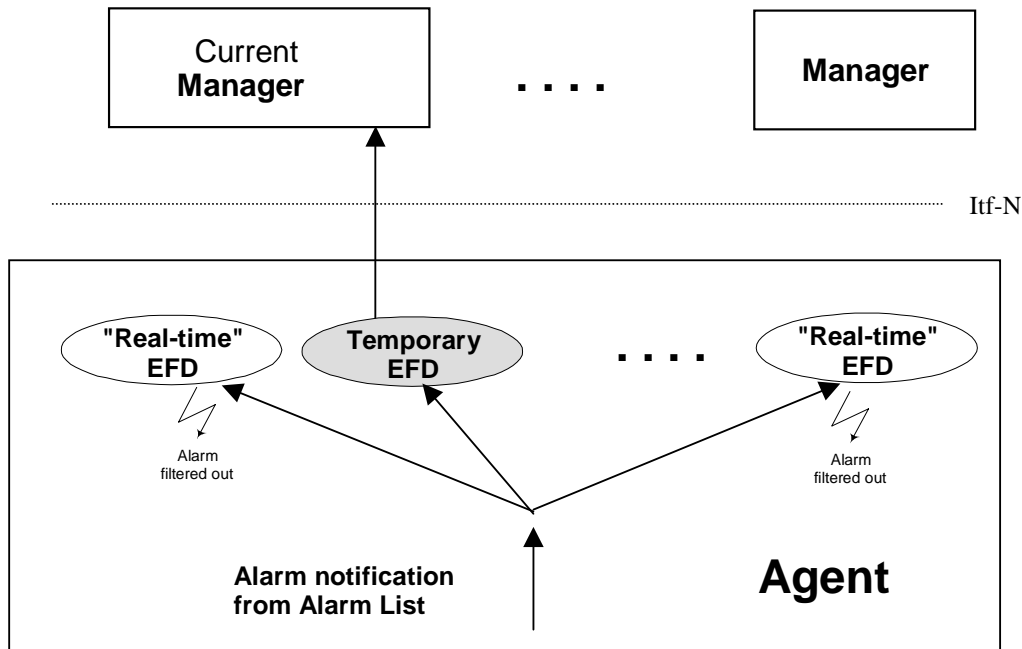 Current
Manager
. . . .
Manager
Itf-N
"Real-time"
EFD
Temporary
EFD
. . . .
"Real-time"
EFD
Alarm
filtered out
Alarm
filtered out
Alarm notification
from Alarm List
Agent